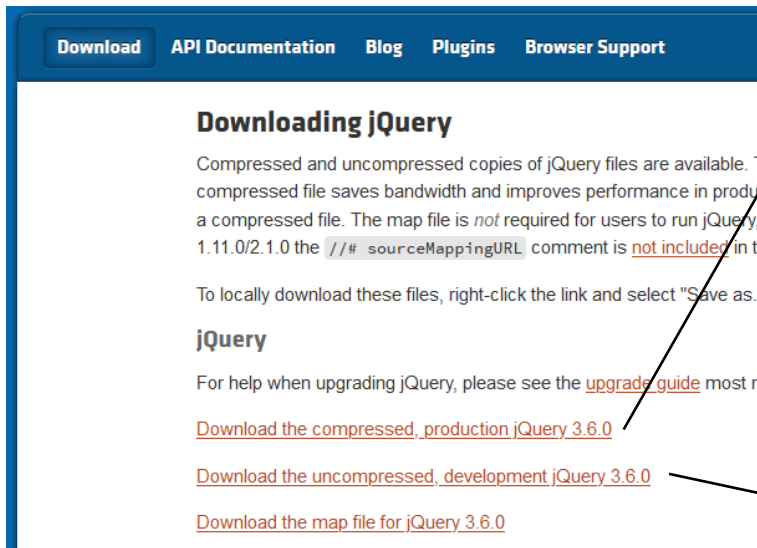 Download API Documentation Blog Plugins Browser Support
Downloading jQuery
Compressed and uncompressed copies of jQuery files are available.
compressed file saves bandwidth and improves performance in
a compressed file. The map file is not required for users to run jQuery,
1.11.0/2.1.0 the //# sourceMappingURL comment is not included in
To locally download these files, right-click the link and select "Save as.
jQuery
For help when upgrading jQuery, please see the upgrade guide most
Download the compressed, production jQuery 3.6.0
Download the uncompressed, development jQuery 3.6.0
Download the map file for jQuery 3.6.0